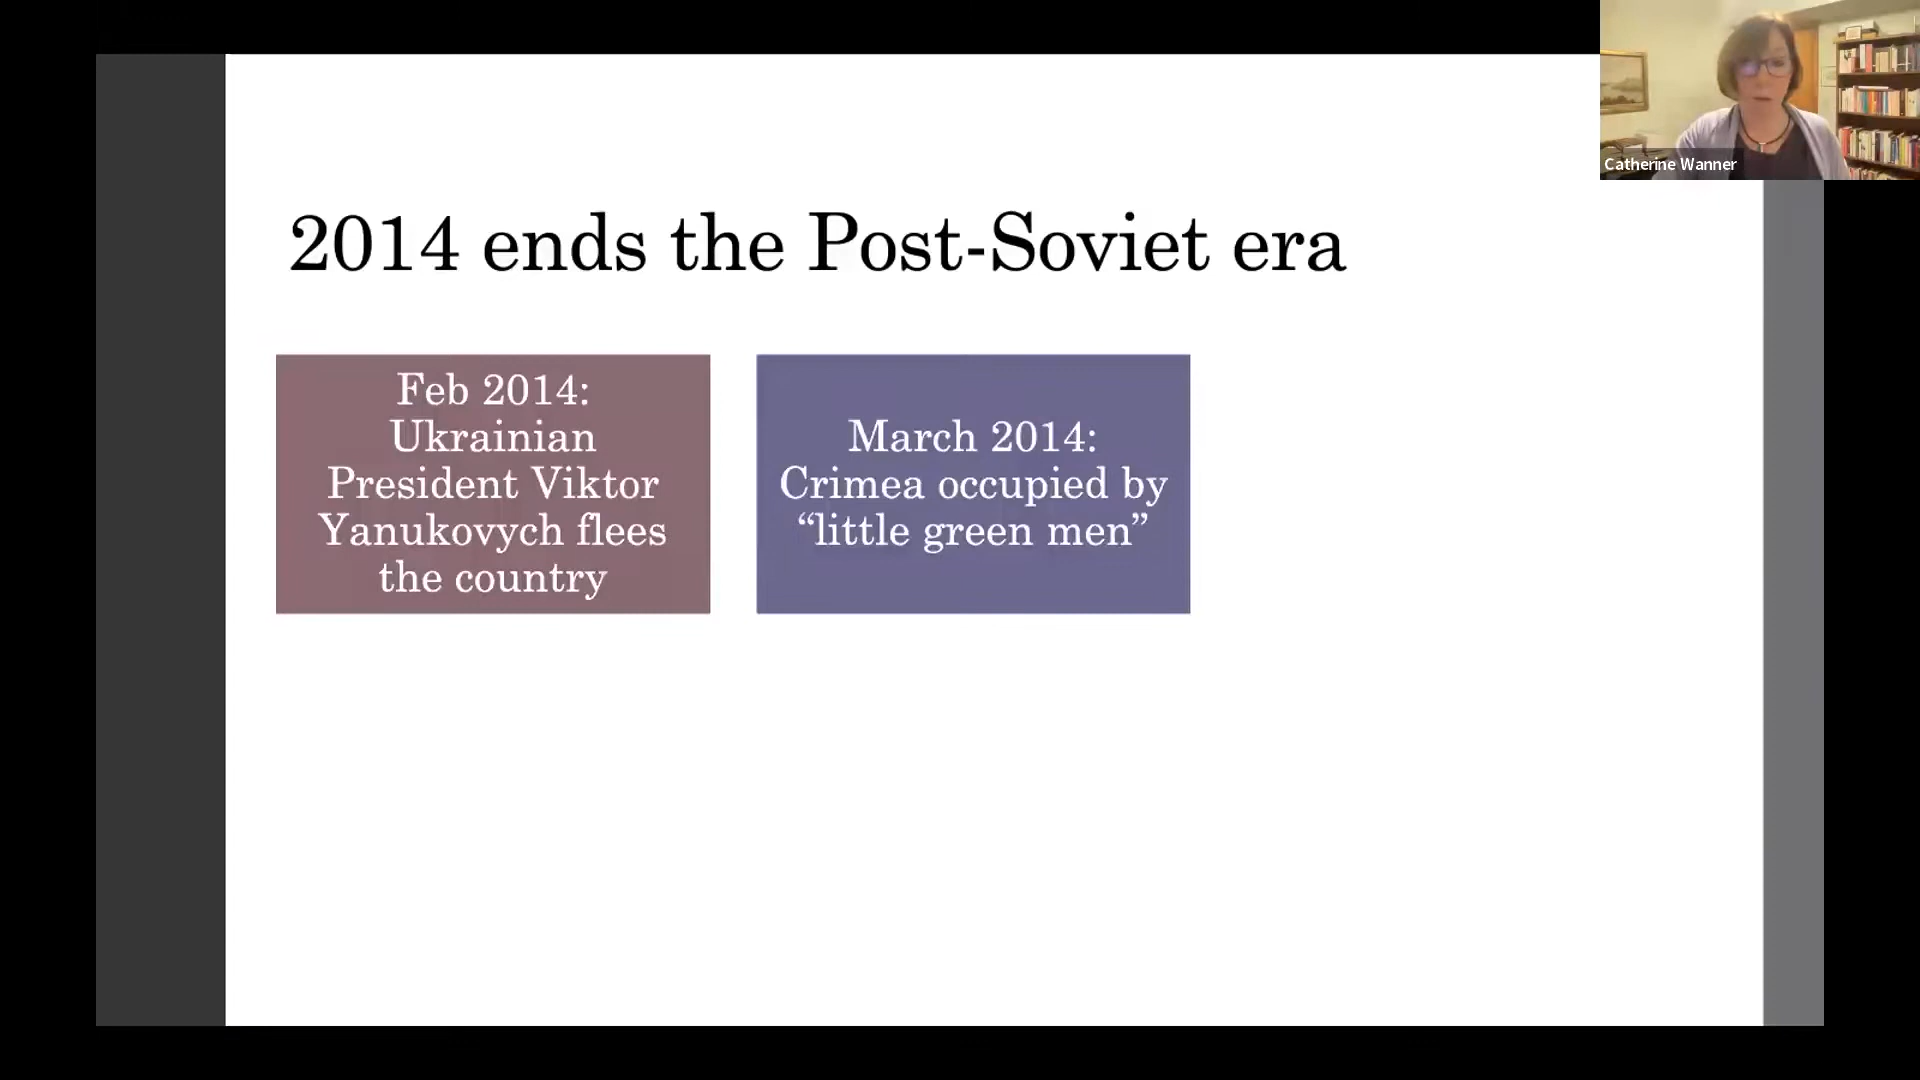 Catherine Wanner
2014 ends the Post-Soviet era
Feb 2014:
Ukrainian
President Viktor
Yanukovych flees
the country
March 2014:
Crimea occupied by
“little green men”